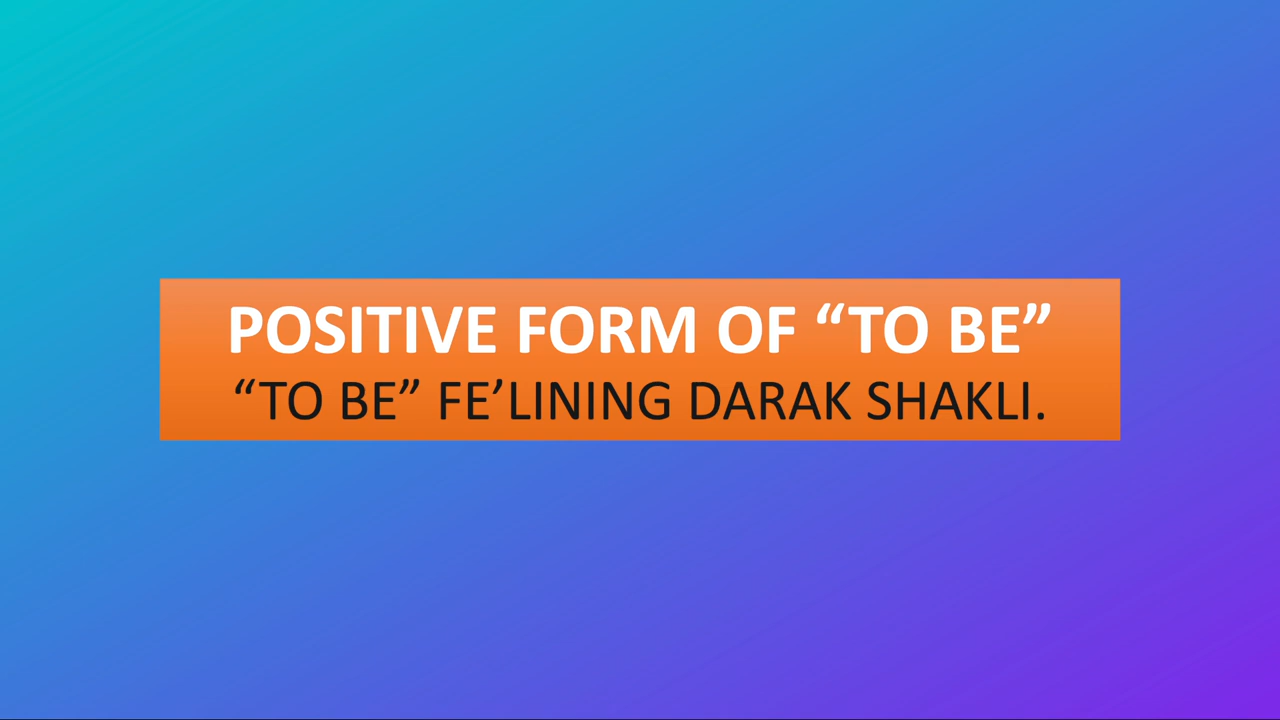 POSITIVE FORM OF “TO BE”
“TO BE” FE’LINING DARAK SHAKLI.